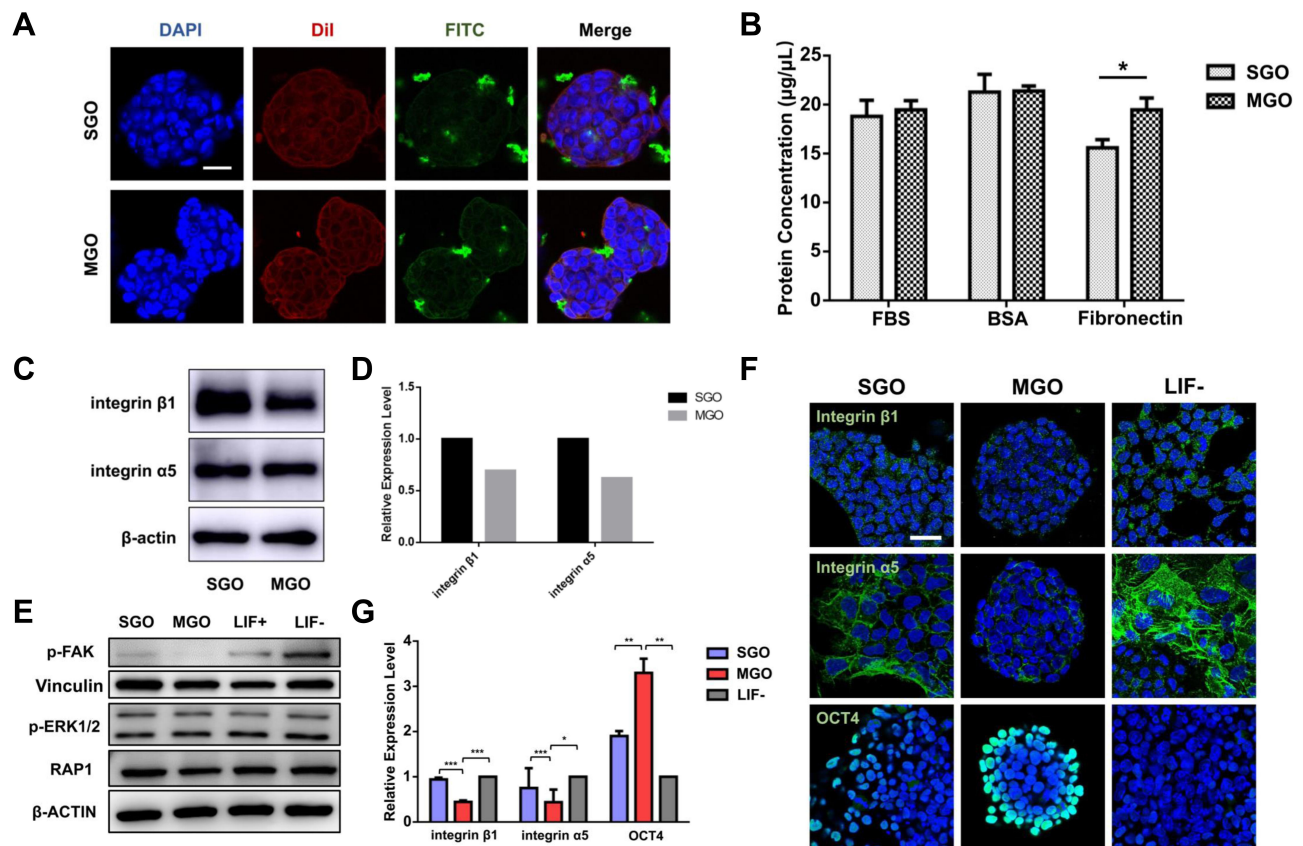 A
DAPI DiI FITC Merge
SGO
MGO
B
Protein Concentration (μg/μL)
25
20
15
25
5
0
FBS BSA Fibronectin
*
SGO
MGO
C
integrin β1
integrin α5
β-actin
SGO MGO
D
Relative Expression Level
1.5
1.0
0.5
0.0
integrin β1 integrin α5
SGO
MGO
E
SGO MGO LIF+ LIF-
p-FAK
Vinculin
p-ERK1/2
RAP1
β-ACTIN
G
Relative Expression Level
4
3
2
1
0
*** *** *** * ** **
integrin β1 integrin α5 OCT4
SGO
MGO
LIF-
F
SGO MGO LIF-
Integrin β1
Integrin α5
OCT4